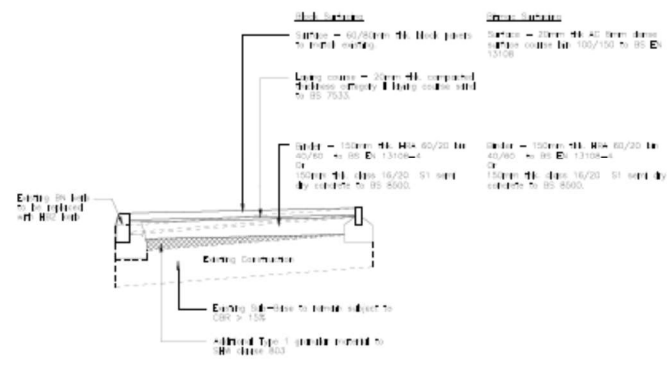 Block Surfacing
Surface – 60/80mm thk. block pavers
to match existing.
Laying course – 20mm thk. compacted
thickness category II laying course sand
to BS 7533.
Binder – 150mm thk. HRA 60/20 bin
40/60 to BS EN 13108–4
Or
150mm thk. class 16/20 S1 semi
dry concrete to BS 8500.
Surfacing
Surface – 20mm thk AC 6mm dense
surface course bin 100/150 to BS EN
13108
Binder – 150mm thk. HRA 60/20 bin
40/60 to BS EN 13108–4
Or
150mm thk. class 16/20 S1 semi dry
concrete to BS 8500.
Existing BN kerb
to be replaced
with HB2 kerb
Existing Construction
Existing Sub–Base to remain subject to
CBR > 15%
Additional Type 1 granular material to
SHW clause 803